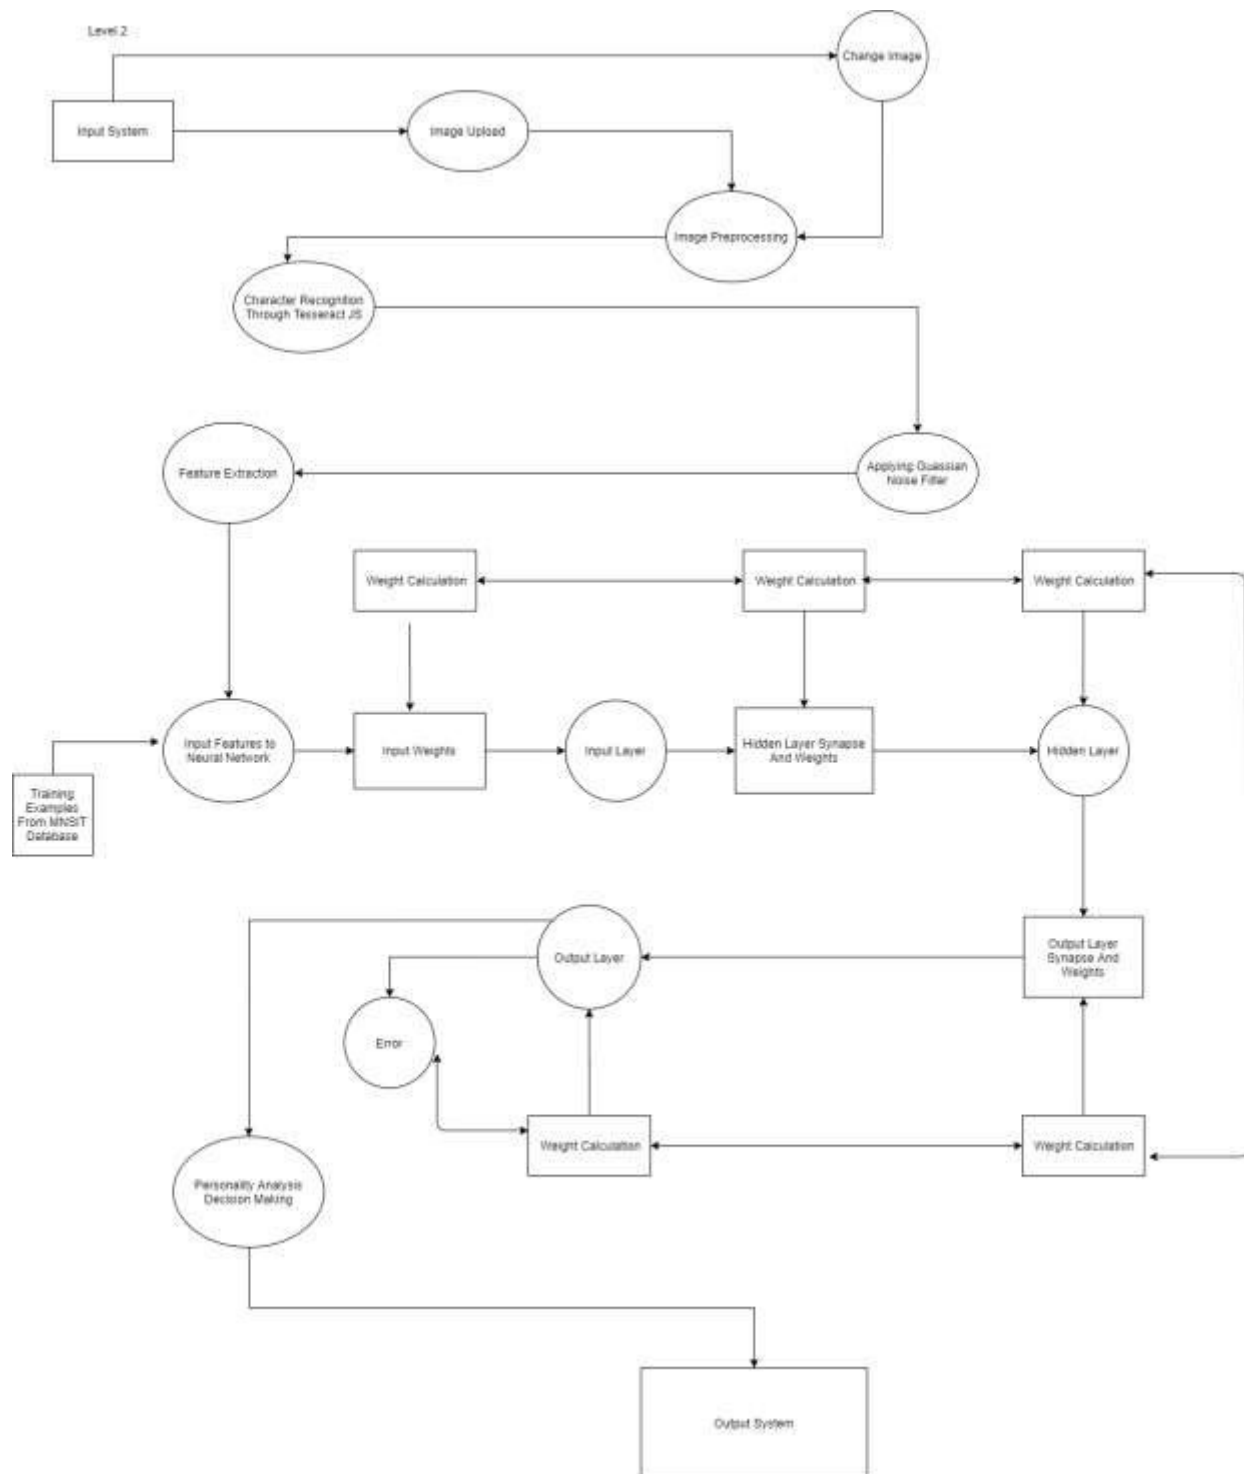 Level 2
Change Image
Input System
Image Upload
Image Preprocessing
Character Recognition
Through Tesseract JS
Feature Extraction
Applying Guassian
Noise Filter
Weight Calculation
Weight Calculation
Weight Calculation
Input Features to
Neural Network
Input Weights
Input Layer
Hidden Layer Synapse
And Weights
Hidden Layer
Training
Examples
From MNSIT
Database
Output Layer
Output Layer
Synapse And
Weights
Error
Weight Calculation
Weight Calculation
Personality Analysis
Decision Making
Output System